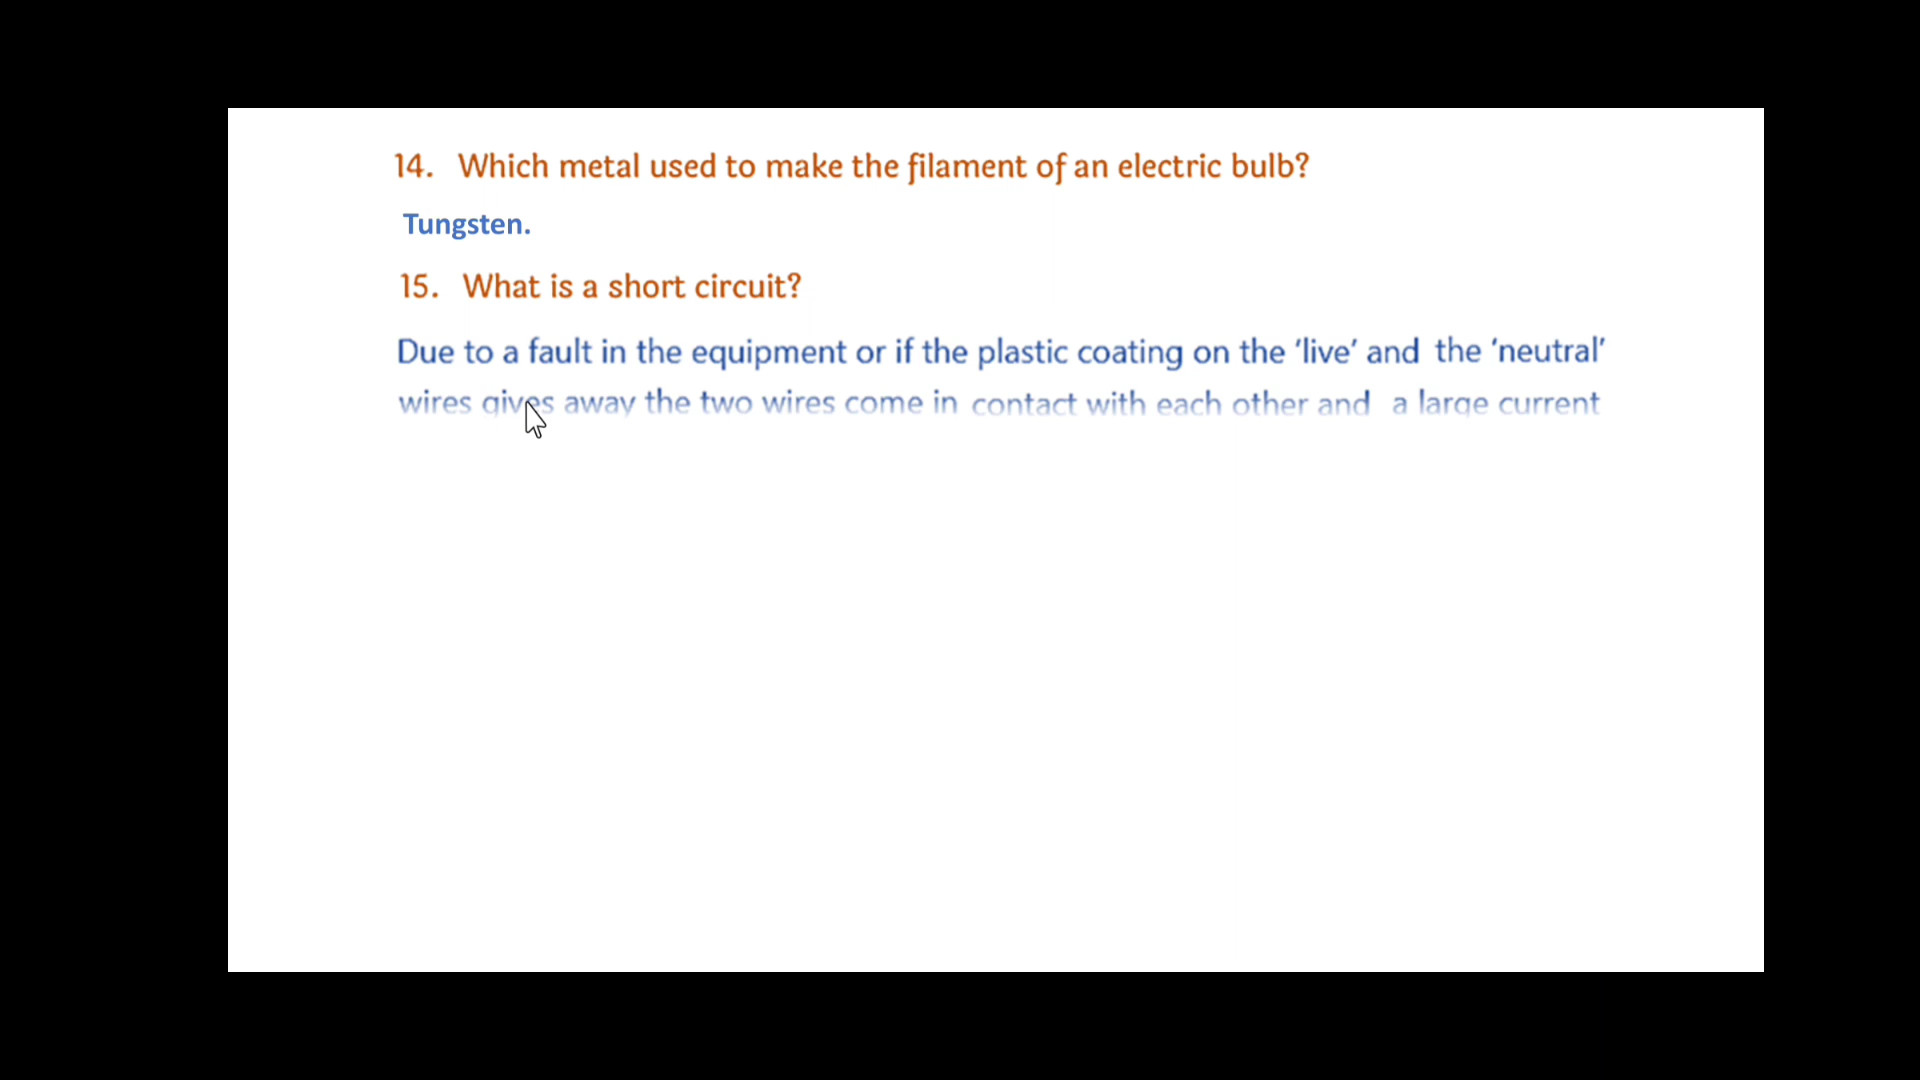 14. Which metal used to make the filament of an electric bulb?
Tungsten.
15. What is a short circuit?
Due to a fault in the equipment or if the plastic coating on the ‘live’ and the ‘neutral’
wires gives away the two wires come in contact with each other and a large current